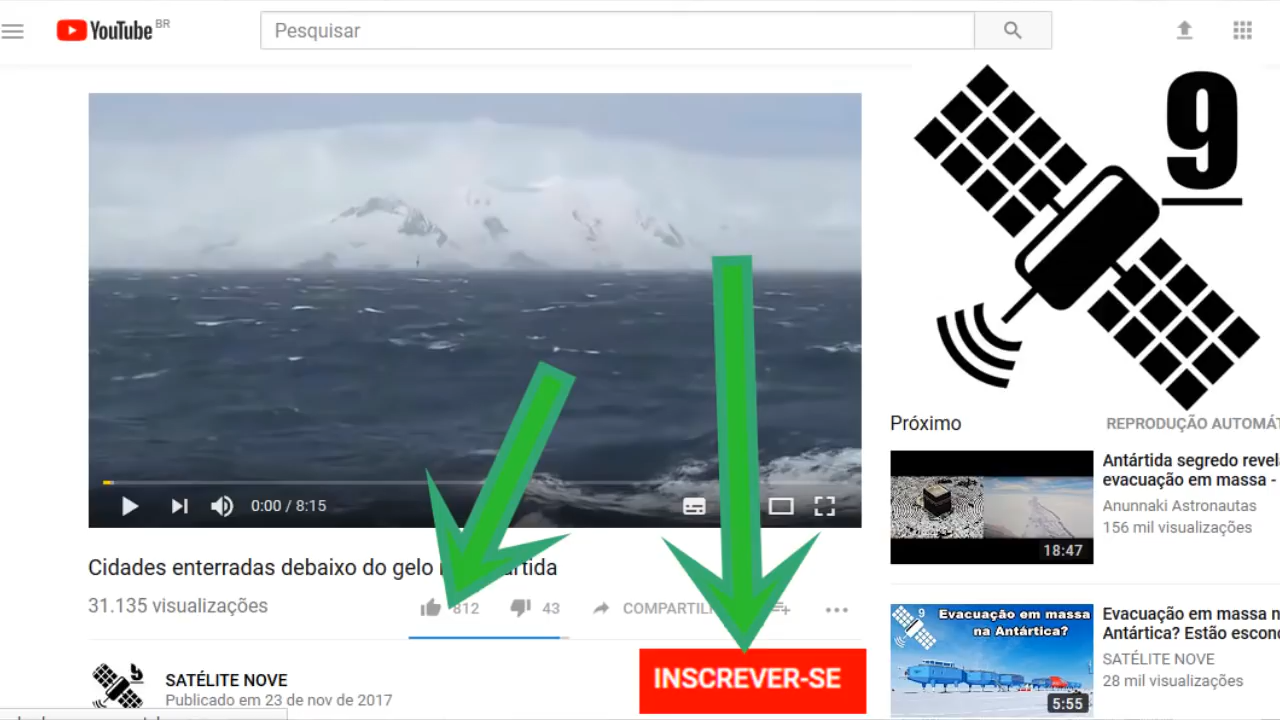 YouTube BR
Pesquisar
9
0:00 / 8:15
Próximo
REPRODUÇÃO AUTOMÁT
Antártida segredo revel
evacuação em massa -
Anunnaki Astronautas
156 mil visualizações
18:47
Cidades enterradas debaixo do gelo
31.135 visualizações
812
43
COMPARTIL
SATÉLITE NOVE
Publicado em 23 de nov de 2017
INSCREVER-SE
9
Evacuação em massa
na Antártica?
5:55
Evacuação em massa n
Antártica? Estão escond
SATÉLITE NOVE
28 mil visualizações